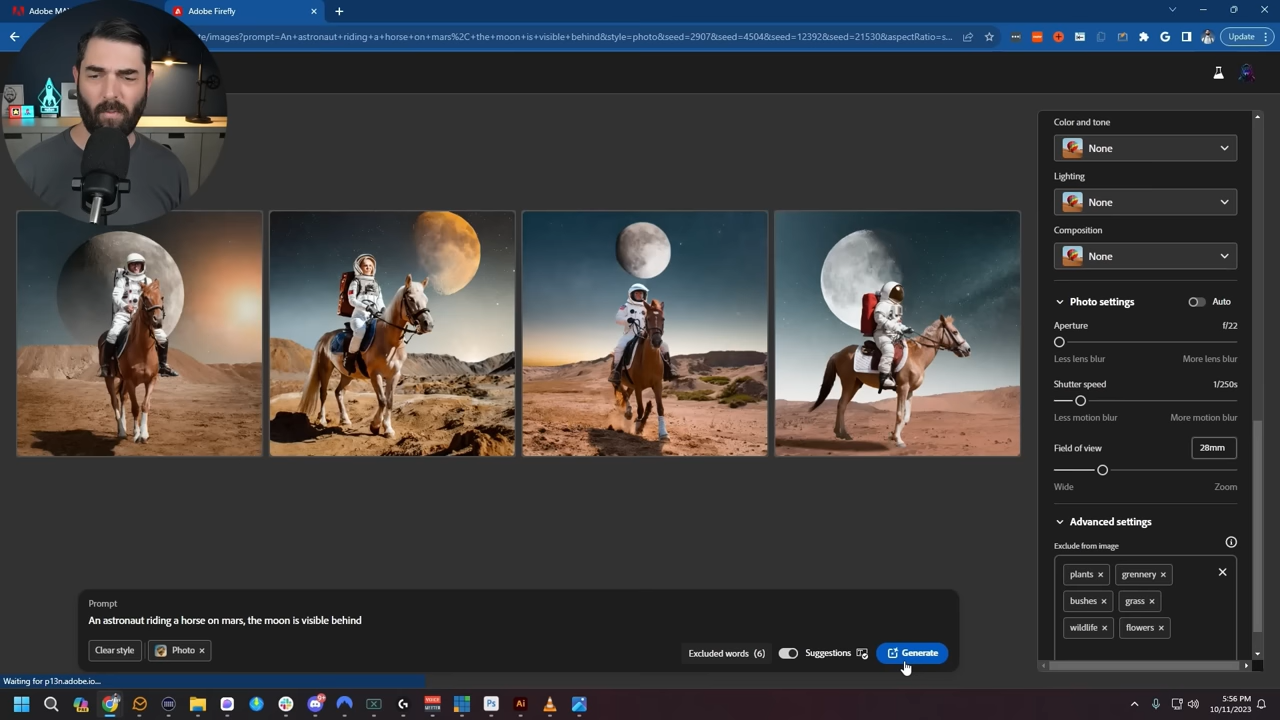 Adobe MA
Adobe Firefly
Update
te/images?prompt=An+astronaut+riding+a+horse+on+mars%2C+the+moon+is+visible+behind&style=photo&seed=2907&seed=4504&seed=12392&seed=21530&aspectRatio=s...
Color and tone
None
Lighting
None
Composition
None
Photo settings
Auto
Aperture
f/22
Less lens blur
More lens blur
Shutter speed
1/250s
Less motion blur
More motion blur
Field of view
28mm
Wide
Zoom
Advanced settings
Exclude from image
plants
grennery
bushes
grass
wildlife
flowers
Prompt
An astronaut riding a horse on mars, the moon is visible behind
Clear style
Photo
Excluded words (6)
Suggestions
Generate
Waiting for p13n.adobe.io...
Ps
Ai
5:56 PM
10/11/2023